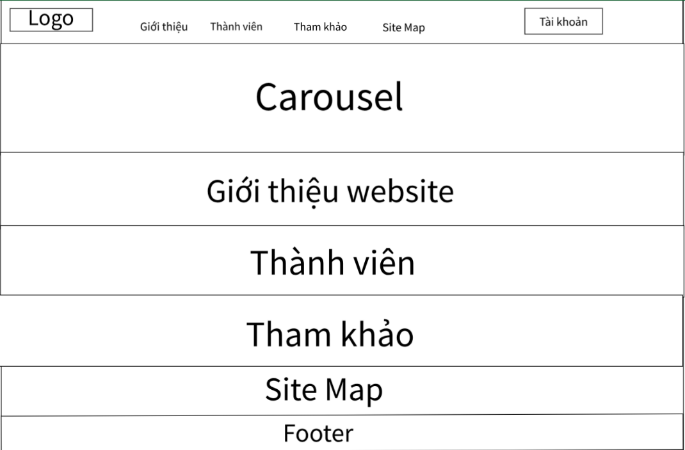 Logo
Giới thiệu Thành viên Tham khảo Site Map Tài khoản
Carousel
Giới thiệu website
Thành viên
Tham khảo
Site Map
Footer